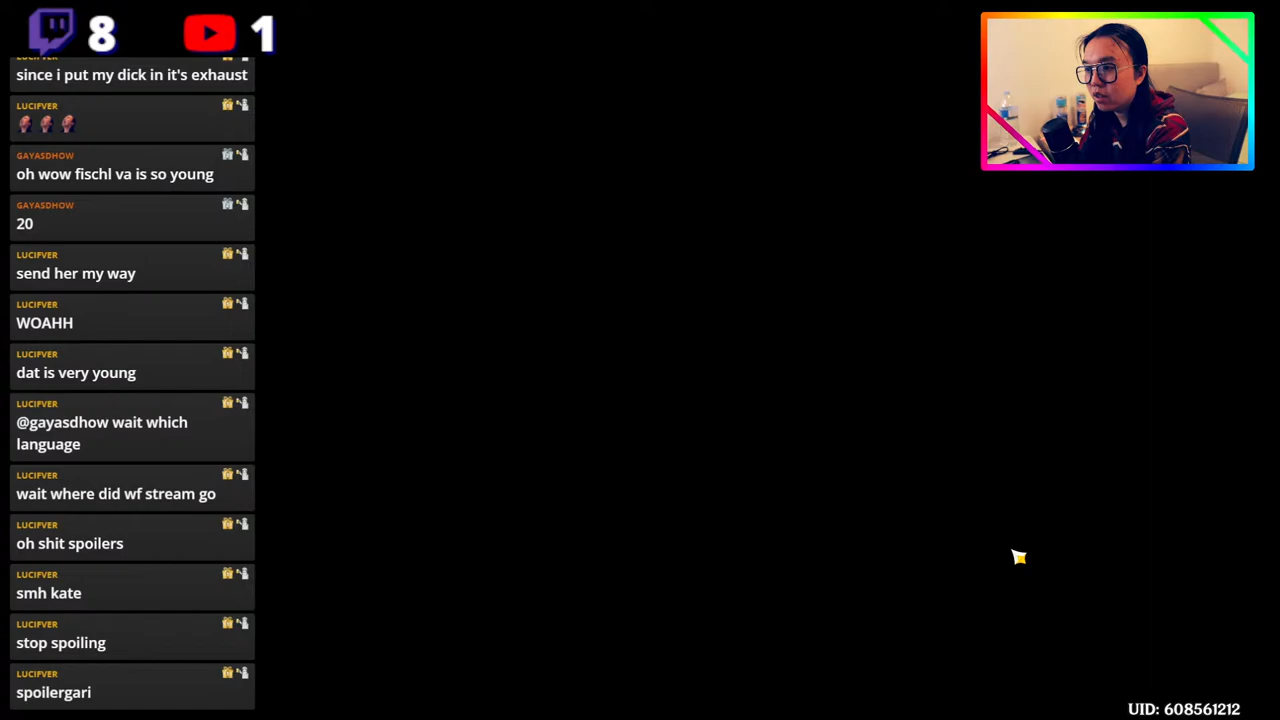 8 1
LUCIFVER
since i put my dick in it's exhaust
LUCIFVER
GAYASDHOW
oh wow fischl va is so young
GAYASDHOW
20
LUCIFVER
send her my way
LUCIFVER
WOAHH
LUCIFVER
dat is very young
LUCIFVER
@gayasdhow wait which
language
LUCIFVER
wait where did wf stream go
LUCIFVER
oh shit spoilers
LUCIFVER
smh kate
LUCIFVER
stop spoiling
LUCIFVER
spoilergari
UID: 608561212